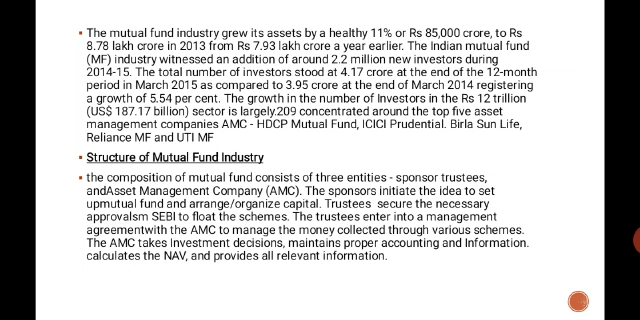 ▪ The mutual fund industry grew its assets by a healthy 11% or Rs 85,000 crore, to Rs
8.78 lakh crore in 2013 from Rs 7.93 lakh crore a year earlier. The Indian mutual fund
(MF) industry witnessed an addition of around 2.2 million new investors during
2014-15. The total number of investors stood at 4.17 crore at the end of the 12-month
period in March 2015 as compared to 3.95 crore at the end of March 2014 registering
a growth of 5.54 per cent. The growth in the number of Investors in the Rs 12 trillion
(US$ 187.17 billion) sector is largely.209 concentrated around the top five asset
management companies AMC - HDCP Mutual Fund, ICICI Prudential. Birla Sun Life,
Reliance MF and UTI MF
▪ Structure of Mutual Fund Industry
▪ the composition of mutual fund consists of three entities - sponsor trustees,
andAsset Management Company (AMC). The sponsors initiate the idea to set
upmutual fund and arrange/organize capital. Trustees  secure the necessary
approvalsm SEBI to float the schemes. The trustees enter into a management
agreementwith the AMC to manage the money collected through various schemes.
The AMC takes Investment decisions, maintains proper accounting and Information.
calculates the NAV, and provides all relevant information.